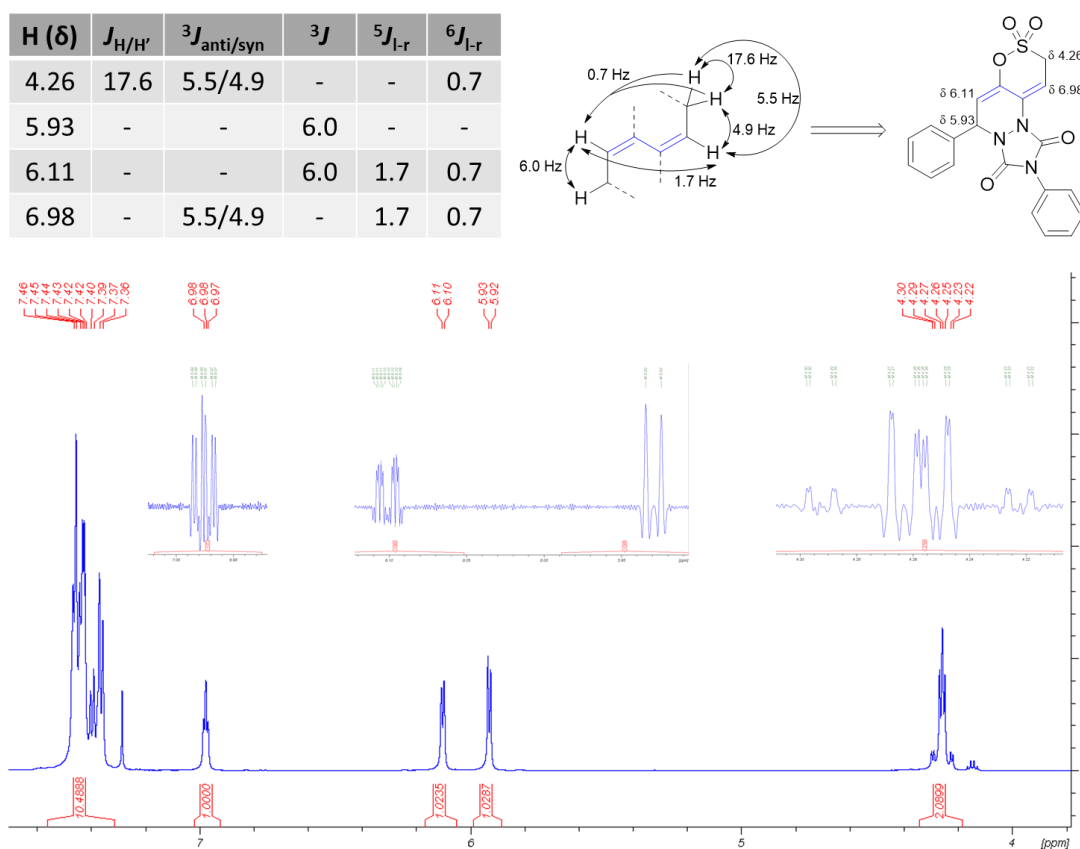 H (δ) J H/H' ³J anti/syn ³J ⁵J l-r ⁶J l-r
4.26 17.6 5.5/4.9 - - 0.7
5.93 - - 6.0 - -
6.11 - - 6.0 1.7 0.7
6.98 - 5.5/4.9 - 1.7 0.7
17.6 Hz
0.7 Hz
H
H
5.5 Hz
H
4.9 Hz
H
6.0 Hz
1.7 Hz
H
O
O
S
O
δ 4.26
δ 6.11
δ 6.98
δ 5.93
N
N
O
N
O
7.46
7.45
7.44
7.43
7.42
7.42
7.40
7.39
7.37
7.36
6.98
6.98
6.97
6.11
6.10
5.93
5.92
4.30
4.29
4.27
4.26
4.25
4.23
4.22
10.4888
1.0000
1.0235
1.0287
2.0899
7 6 5 4 [ppm]